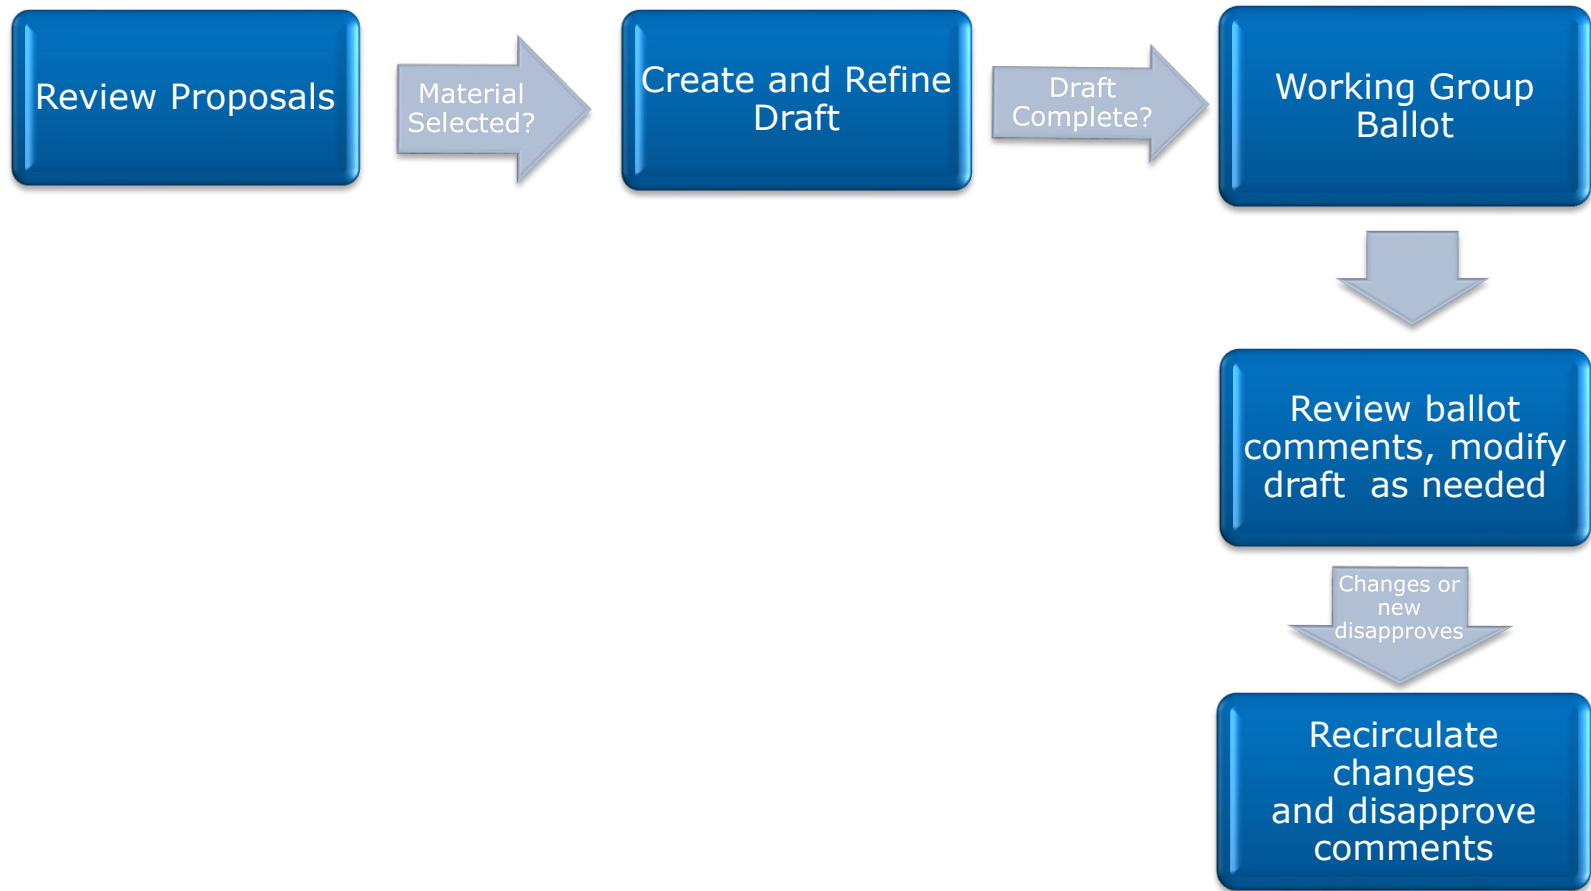 Review Proposals
Material
Selected?
Create and Refine
Draft
Draft
Complete?
Working Group
Ballot
Review ballot
comments, modify
draft  as needed
Changes or
new
disapproves
Recirculate
changes
and disapprove
comments